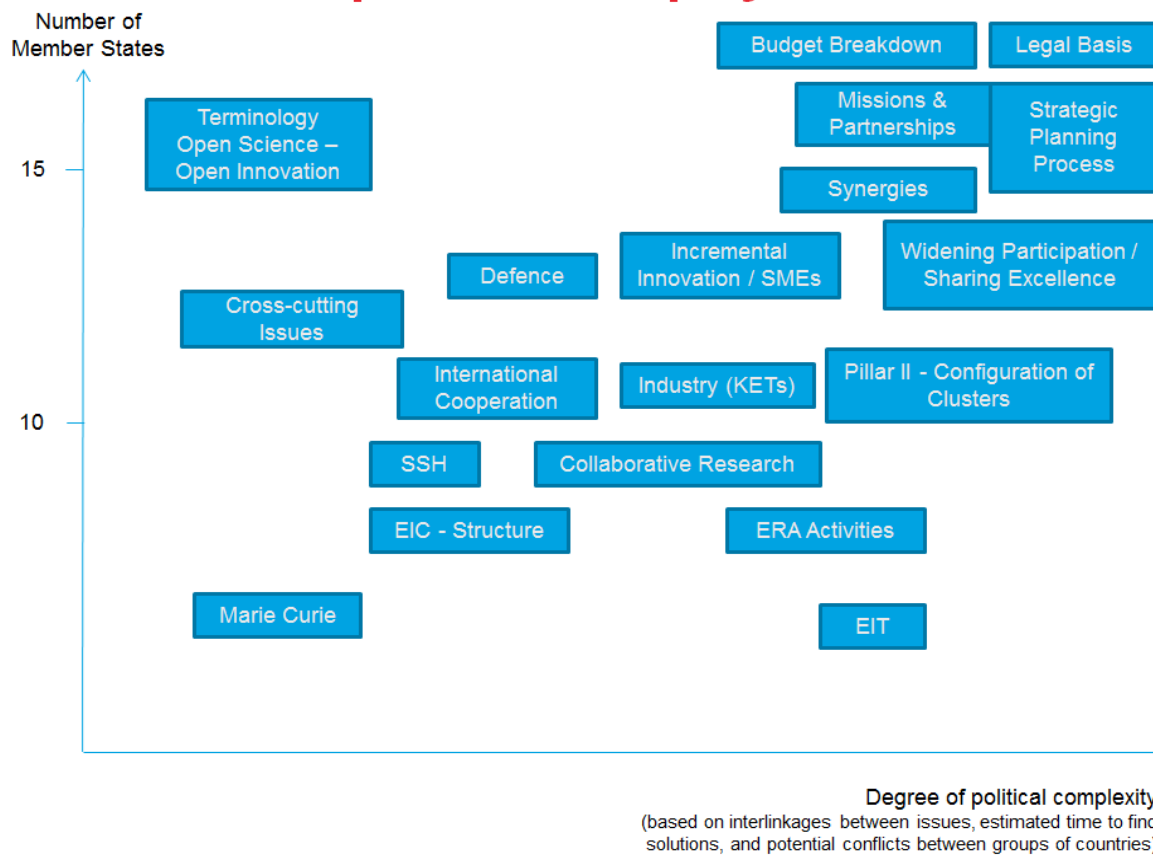 Number of
Member States
Budget Breakdown
Legal Basis
Terminology
Open Science –
Open Innovation
Missions &
Partnerships
Strategic
Planning
Process
15
Synergies
Defence
Incremental
Innovation / SMEs
Widening Participation /
Sharing Excellence
Cross-cutting
Issues
International
Cooperation
Industry (KETs)
Pillar II - Configuration of
Clusters
10
SSH
Collaborative Research
EIC - Structure
ERA Activities
Marie Curie
EIT
Degree of political complexity
(based on interlinkages between issues, estimated time to find
solutions, and potential conflicts between groups of countries)